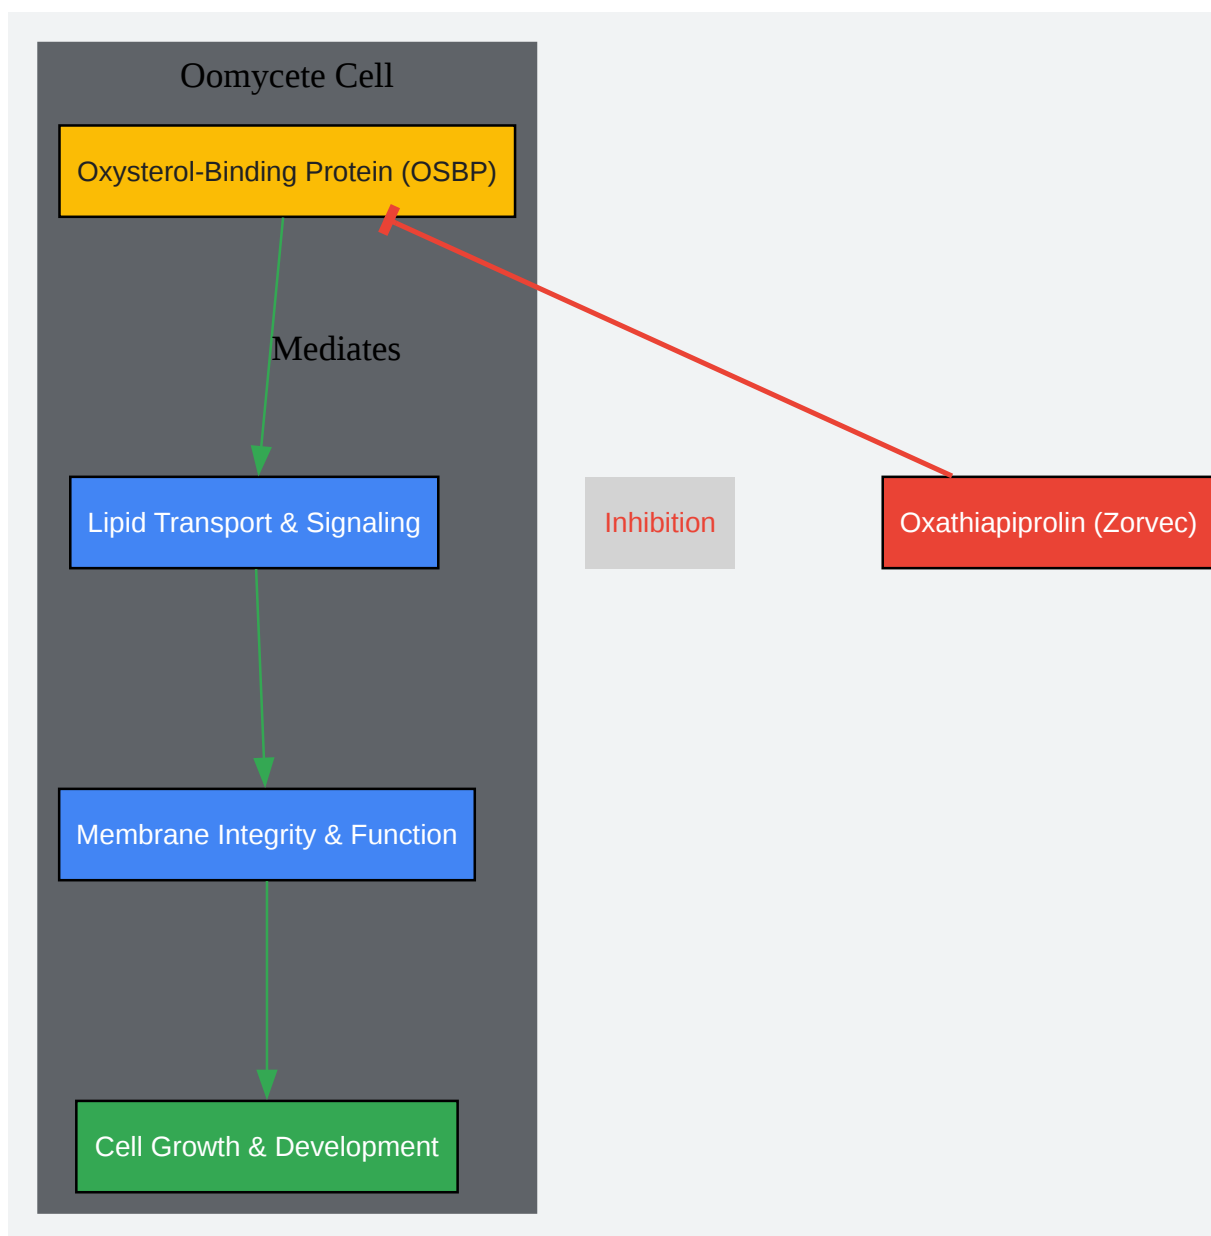 Oomycete Cell
Oxysterol-Binding Protein (OSBP)
Mediates
Lipid Transport & Signaling
Inhibition
Oxathiapiprolin (Zorvec)
Membrane Integrity & Function
Cell Growth & Development